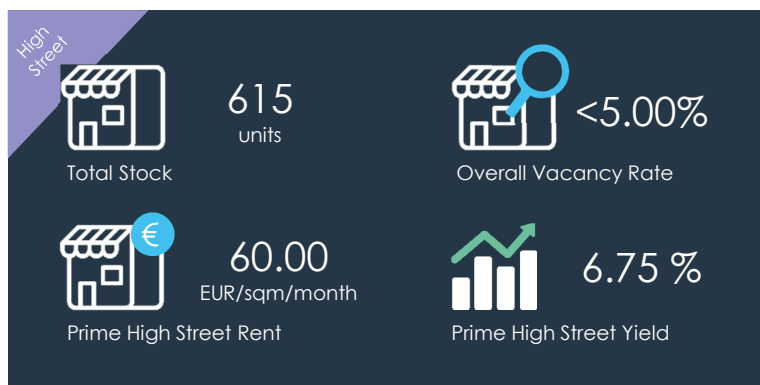 High
Street
615
units
Total Stock
<5.00%
Overall Vacancy Rate
€
60.00
EUR/sqm/month
Prime High Street Rent
6.75 %
Prime High Street Yield